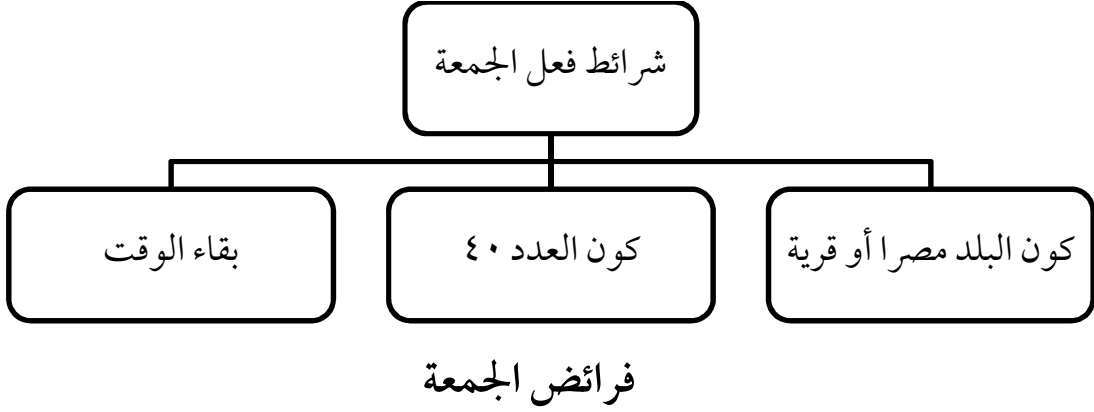 شرائط فعل الجمعة
كون البلد مصرا أو قرية
كون العدد ٤٠
بقاء الوقت
فرائض الجمعة